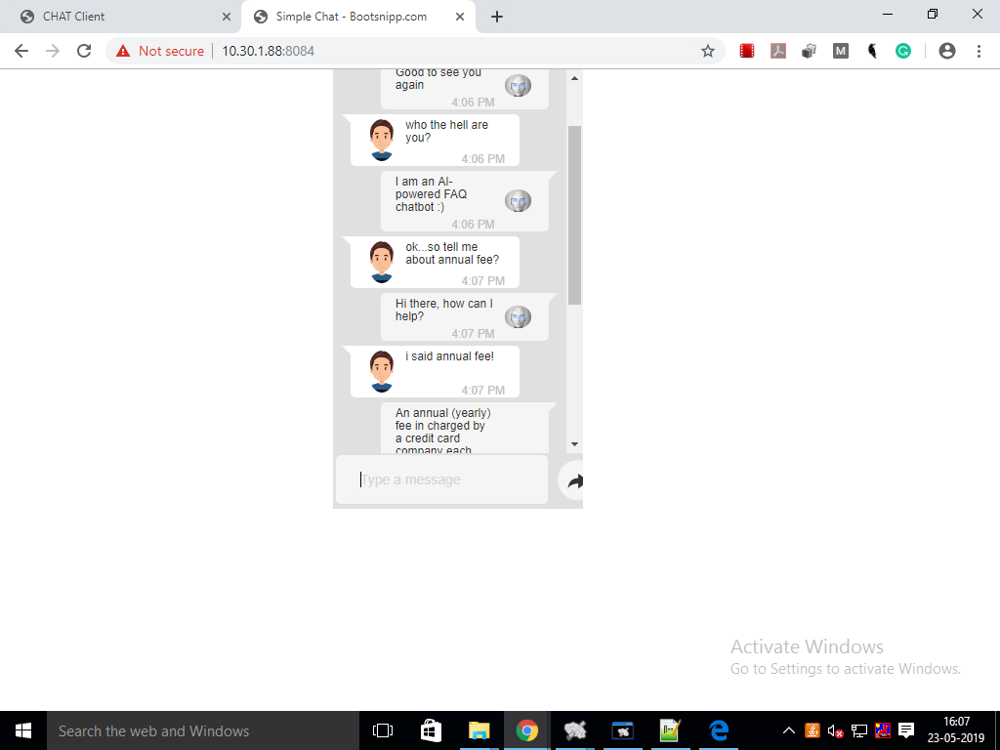 CHAT Client
Simple Chat - Bootsnipp.com
Not secure
10.30.1.88:8084
M
G
Good to see you
again
4:06 PM
who the hell are
you?
4:06 PM
I am an AI-
powered FAQ
chatbot :)
4:06 PM
ok...so tell me
about annual fee?
4:07 PM
Hi there, how can I
help?
4:07 PM
i said annual fee!
4:07 PM
An annual (yearly)
fee in charged by
a credit card
company each
Type a message
Activate Windows
Go to Settings to activate Windows.
Search the web and Windows
16:07
23-05-2019